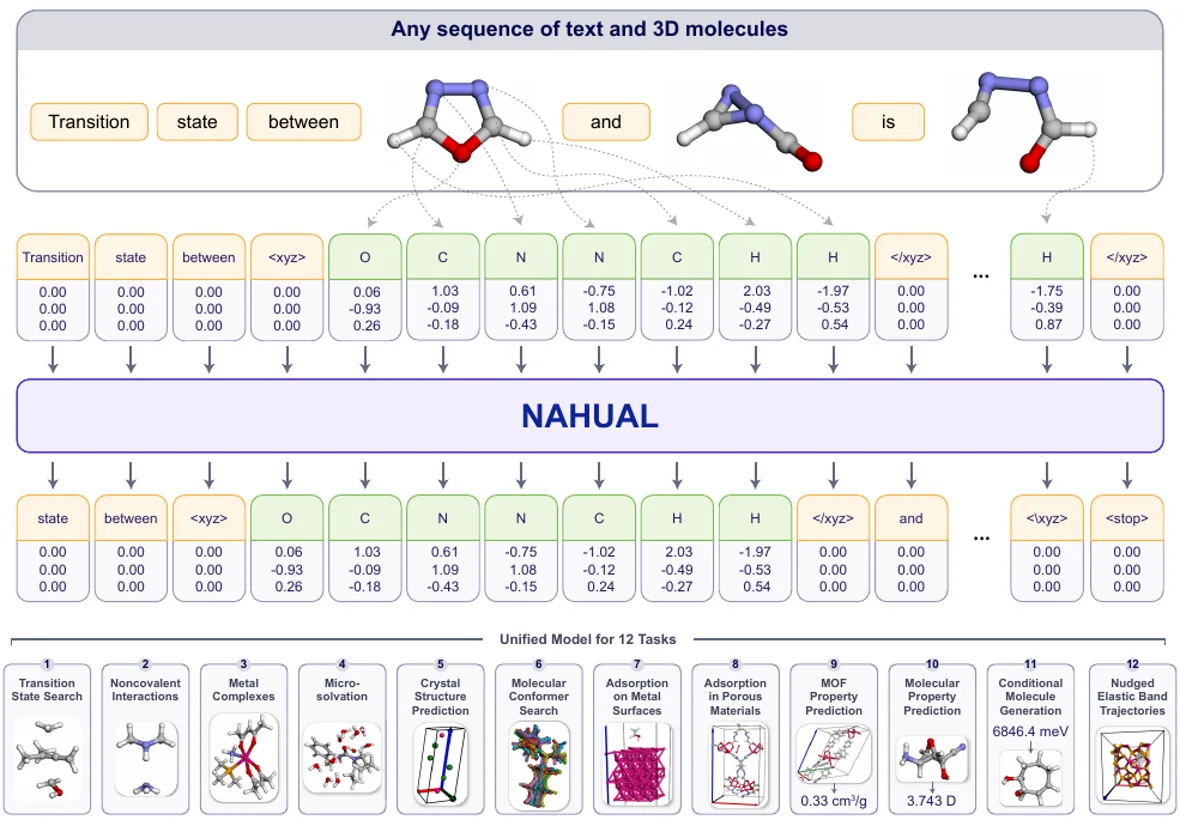 Any sequence of text and 3D molecules
Transition state between and is
Transition state between <xyz> O C N N C H H </xyz> ... H </xyz>
0.00 0.00 0.00 0.00 0.06 1.03 0.61 -0.75 -1.02 2.03 -1.97 0.00 -1.75 0.00
0.00 0.00 0.00 0.00 -0.93 -0.09 1.09 1.08 -0.12 -0.49 -0.53 0.00 -0.39 0.00
0.00 0.00 0.00 0.00 0.26 -0.18 -0.43 -0.15 0.24 -0.27 0.54 0.00 0.87 0.00
NAHUAL
state between <xyz> O C N N C H H </xyz> and ... <\xyz> <stop>
0.00 0.00 0.00 0.06 1.03 0.61 -0.75 -1.02 2.03 -1.97 0.00 0.00 0.00 0.00
0.00 0.00 0.00 -0.93 -0.09 1.09 1.08 -0.12 -0.49 -0.53 0.00 0.00 0.00 0.00
0.00 0.00 0.00 0.26 -0.18 -0.43 -0.15 0.24 -0.27 0.54 0.00 0.00 0.00 0.00
Unified Model for 12 Tasks
1
Transition
State Search
2
Noncovalent
Interactions
3
Metal
Complexes
4
Micro-
solvation
5
Crystal
Structure
Prediction
6
Molecular
Conformer
Search
7
Adsorption
on Metal
Surfaces
8
Adsorption
in Porous
Materials
9
MOF
Property
Prediction
0.33 cm³/g
10
Molecular
Property
Prediction
3.743 D
11
Conditional
Molecule
Generation
6846.4 meV
12
Nudged
Elastic Band
Trajectories